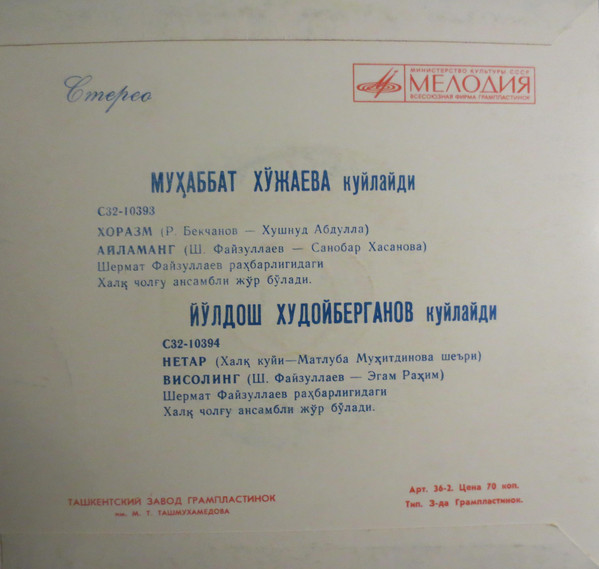 Стерео
МИНИСТЕРСТВО КУЛЬТУРЫ СССР
МЕЛОДИЯ
ВСЕСОЮЗНАЯ ФИРМА ГРАМПЛАСТИНОК
МУҲАББАТ ХЎЖАЕВА куйлайди
С32-10393
ХОРАЗМ (Р. Бекчанов — Хушнуд Абдулла)
АЙЛАМАНГ (Ш. Файзуллаев — Санобар Хасанова)
Шермат Файзуллаев раҳбарлигидаги
Халқ чолғу ансамбли жўр бўлади.
ЙЎЛДОШ ХУДОЙБЕРГАНОВ куйлайди
С32-10394
НЕТАР (Халқ куйи—Матлуба Муҳитдинова шеъри)
ВИСОЛИНГ (Ш. Файзуллаев — Эгам Раҳим)
Шермат Файзуллаев раҳбарлигидаги
Халқ чолғу ансамбли жўр бўлади.
ТАШКЕНТСКИЙ ЗАВОД ГРАМПЛАСТИНОК
им. М. Т. ТАШМУХАМЕДОВА
Арт. 36-2. Цена 70 коп.
Тип. З-да Грампластинок.